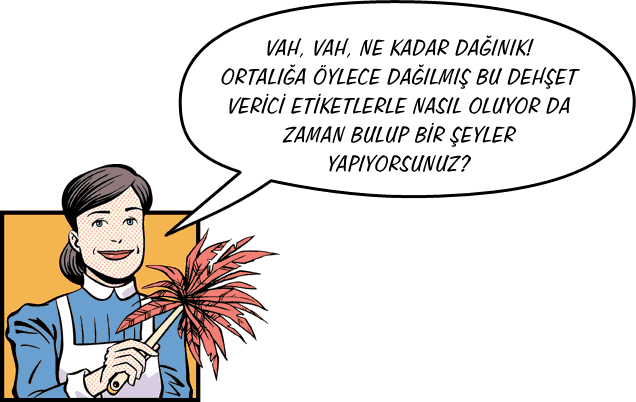 VAH, VAH, NE KADAR DAĞINIK!
ORTALIĞA ÖYLECE DAĞILMIŞ BU DEHŞET
VERİCİ ETİKETLERLE NASIL OLUYOR DA
ZAMAN BULUP BİR ŞEYLER
YAPIYORSUNUZ?